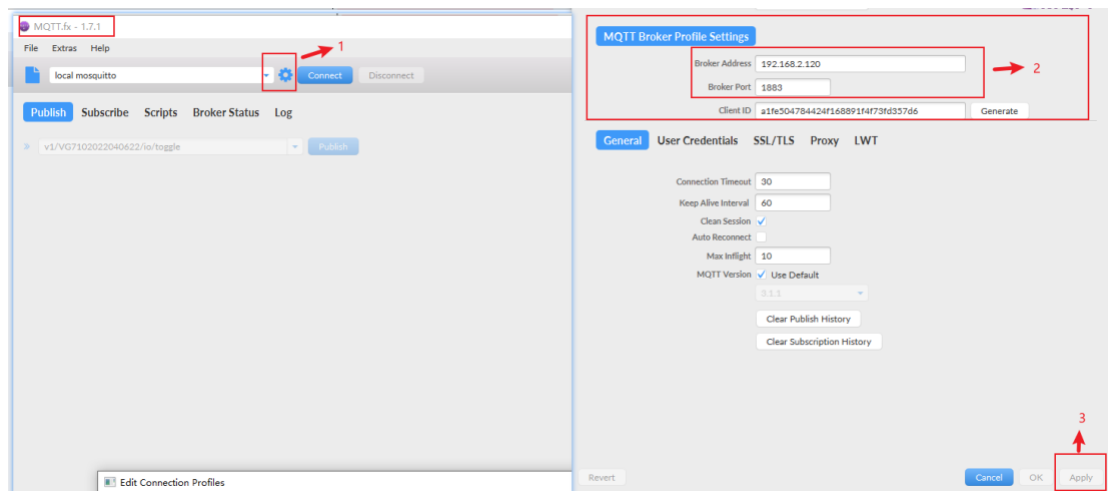 MQTT.fx - 1.7.1
1
File Extras Help
local mosquitto
Connect
Disconnect
Publish Subscribe Scripts Broker Status Log
v1/VG7102022040622/io/toggle
Publish
Edit Connection Profiles
MQTT Broker Profile Settings
Broker Address 192.168.2.120
2
Broker Port 1883
Client ID a1fe504784424f168891f4f73fd357d6 Generate
General User Credentials SSL/TLS Proxy LWT
Connection Timeout 30
Keep Alive Interval 60
Clean Session
Auto Reconnect
Max Inflight 10
MQTT Version Use Default
Clear Publish History
Clear Subscription History
3
Revert Cancel OK Apply